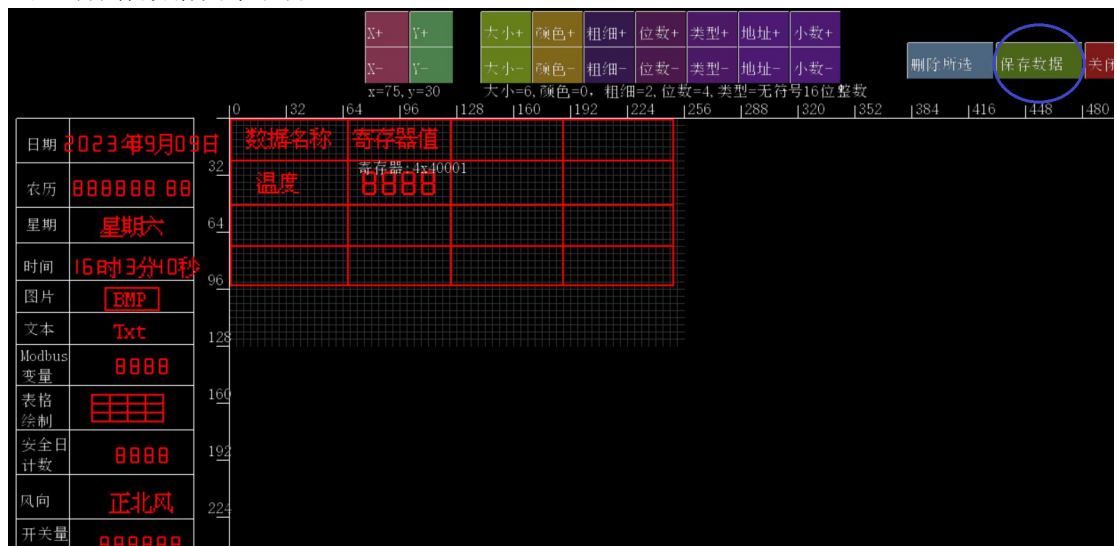 X+ Y+ 大小+ 颜色+ 粗细+ 位数+ 类型+ 地址+ 小数+
X- Y- 大小- 颜色- 粗细- 位数- 类型- 地址- 小数-
删除所选 保存数据 关闭
x=75,y=30 大小=6,颜色=0，粗细=2,位数=4,类型=无符号16位整数
0 32 64 96 128 160 192 224 256 288 320 352 384 416 448 480
日期 2023年9月09日 数据名称 寄存器值
32 寄存器:4x40001
农历 888888 88 温度 8888
星期 星期六 64
时间 16时13分40秒
96
图片 BMP
文本 Txt 128
Modbus
变量 8888
表格
绘制 160
安全日
计数 8888 192
风向 正北风 224
开关量 888888